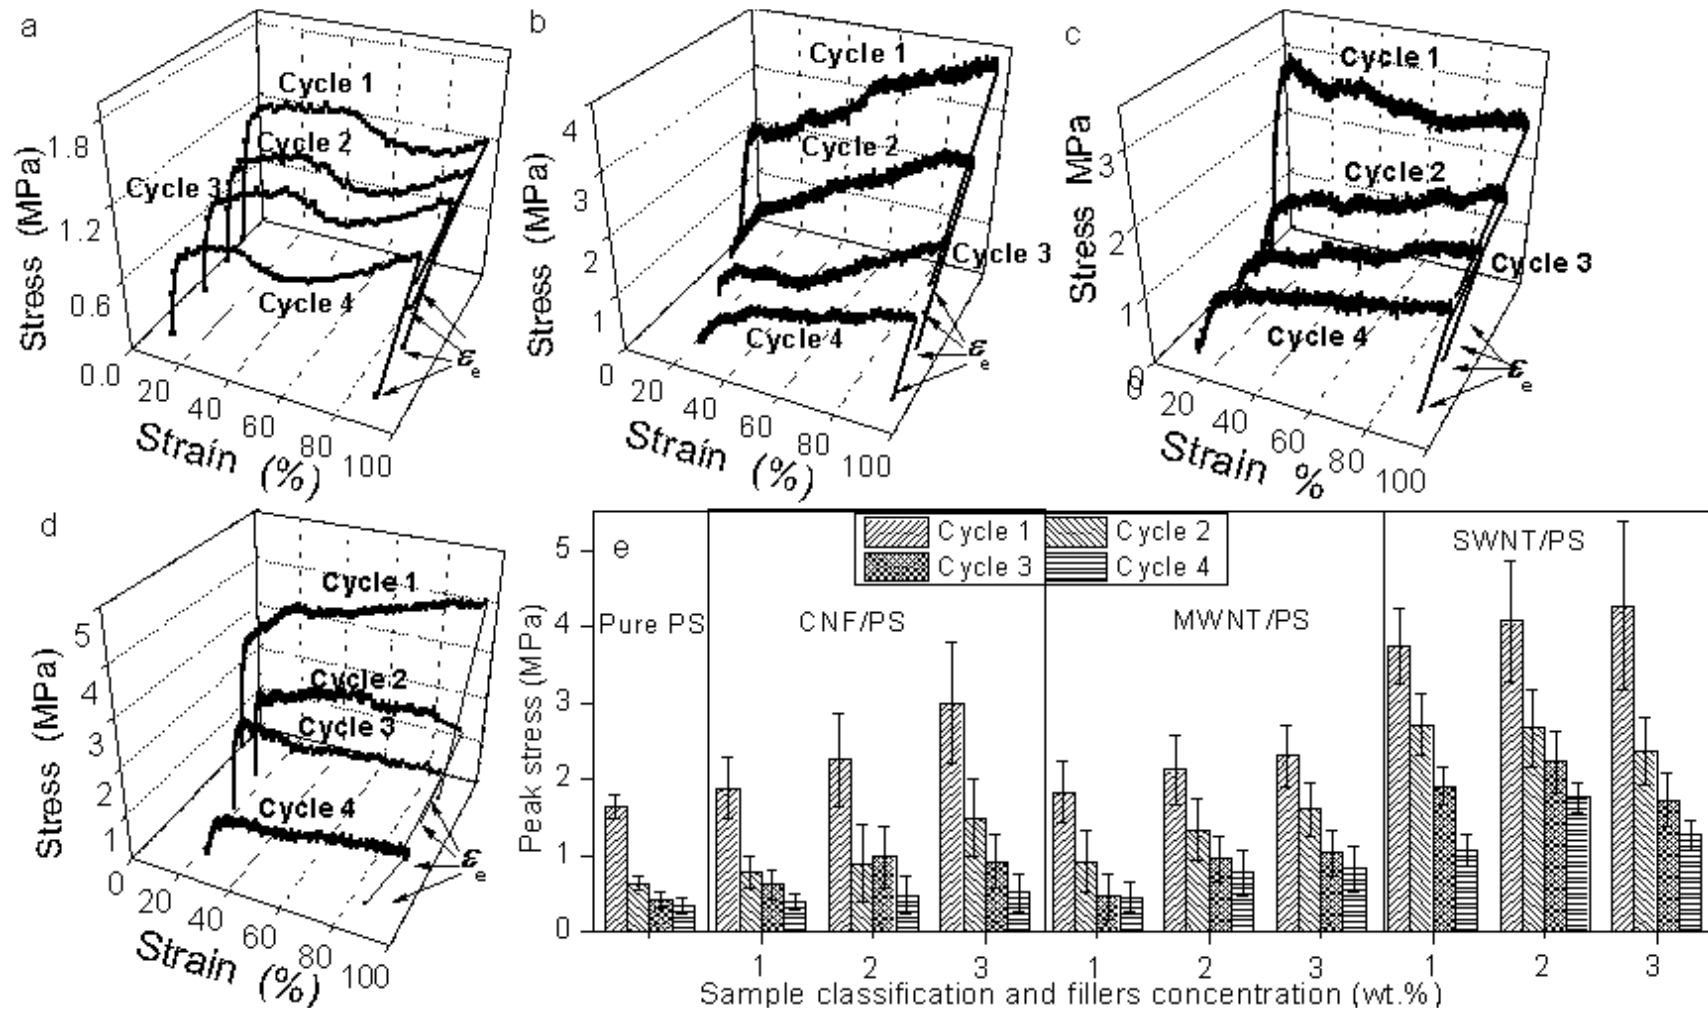 a
Stress (MPa)
1.8
1.2
0.6
0.0
Cycle 1
Cycle 2
Cycle 3
Cycle 4
εe
20
40
60
80
100
Strain (%)
b
Stress (MPa)
4
3
2
1
0
Cycle 1
Cycle 2
Cycle 3
Cycle 4
εe
20
40
60
80
100
Strain (%)
c
Stress MPa
3
2
1
0
0
Cycle 1
Cycle 2
Cycle 3
Cycle 4
εe
20
40
60
80
100
Strain %
d
Stress (MPa)
5
4
3
2
1
0
Cycle 1
Cycle 2
Cycle 3
Cycle 4
εe
20
40
60
80
100
Strain (%)
e
Cycle 1
Cycle 2
Cycle 3
Cycle 4
Pure PS
CNF/PS
MWNT/PS
SWNT/PS
Peak stress (MPa)
5
4
3
2
1
0
1 2 3 1 2 3 1 2 3
Sample classification and fillers concentration (wt.%)